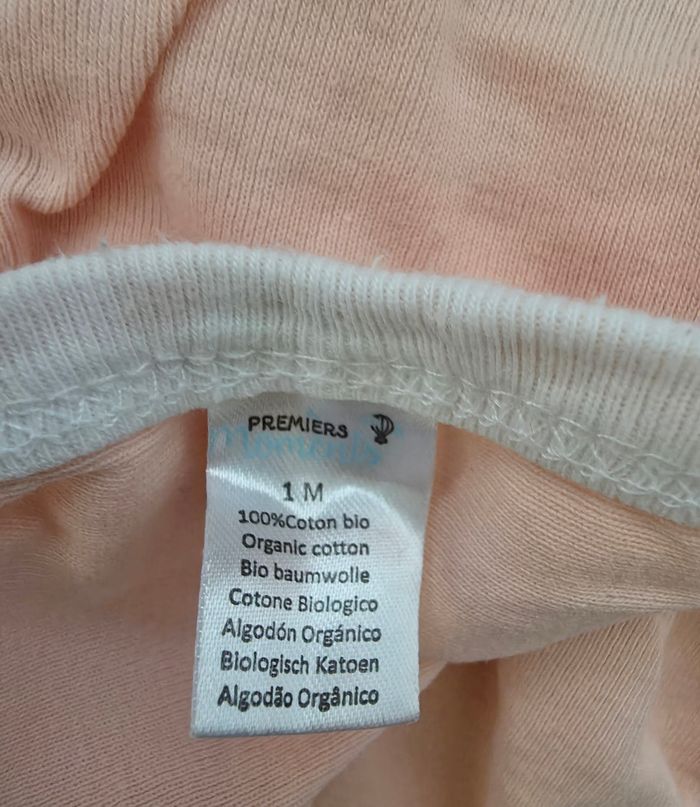 PREMIERS
moments
1 M
100%Coton bio
Organic cotton
Bio baumwolle
Cotone Biologico
Algodón Orgánico
Biologisch Katoen
Algodão Orgânico